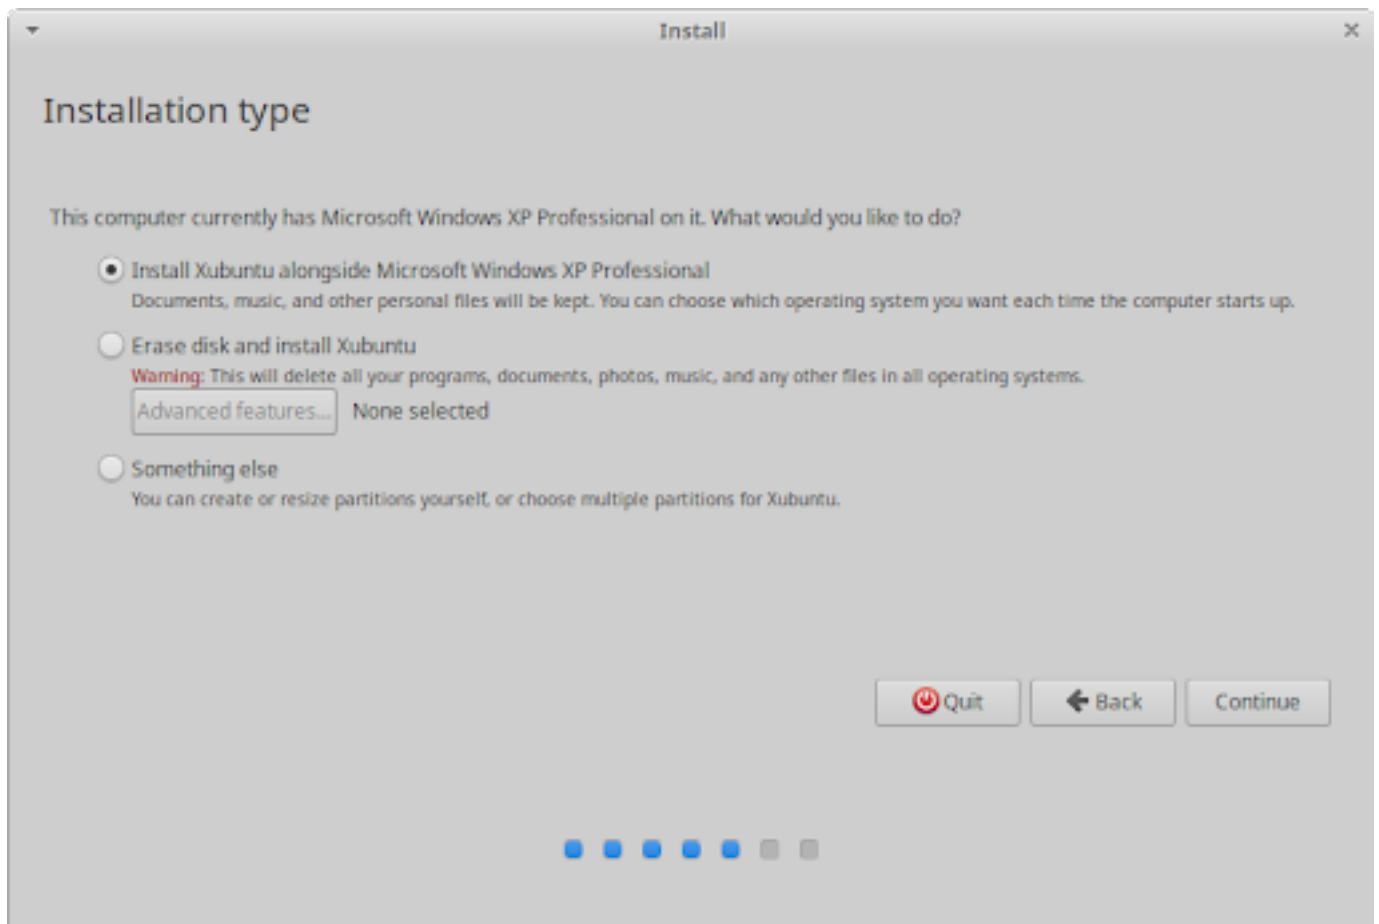 Install
Installation type
This computer currently has Microsoft Windows XP Professional on it. What would you like to do?
Install Xubuntu alongside Microsoft Windows XP Professional
Documents, music, and other personal files will be kept. You can choose which operating system you want each time the computer starts up.
Erase disk and install Xubuntu
Warning: This will delete all your programs, documents, photos, music, and any other files in all operating systems.
Advanced features... None selected
Something else
You can create or resize partitions yourself, or choose multiple partitions for Xubuntu.
Quit Back Continue